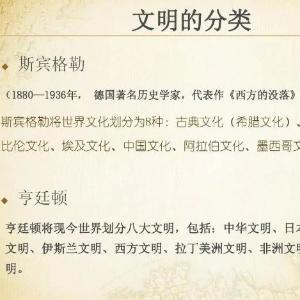 文明的分类
斯宾格勒
（1880—1936年， 德国著名历史学家，代表作《西方的没落》
斯宾格勒将世界文化划分为8种：古典文化（希腊文化）、
比伦文化、埃及文化、中国文化、阿拉伯文化、墨西哥文
亨廷顿
亨廷顿将现今世界划分八大文明，包括：中华文明、日
文明、伊斯兰文明、西方文明、拉丁美洲文明、非洲文明
明。